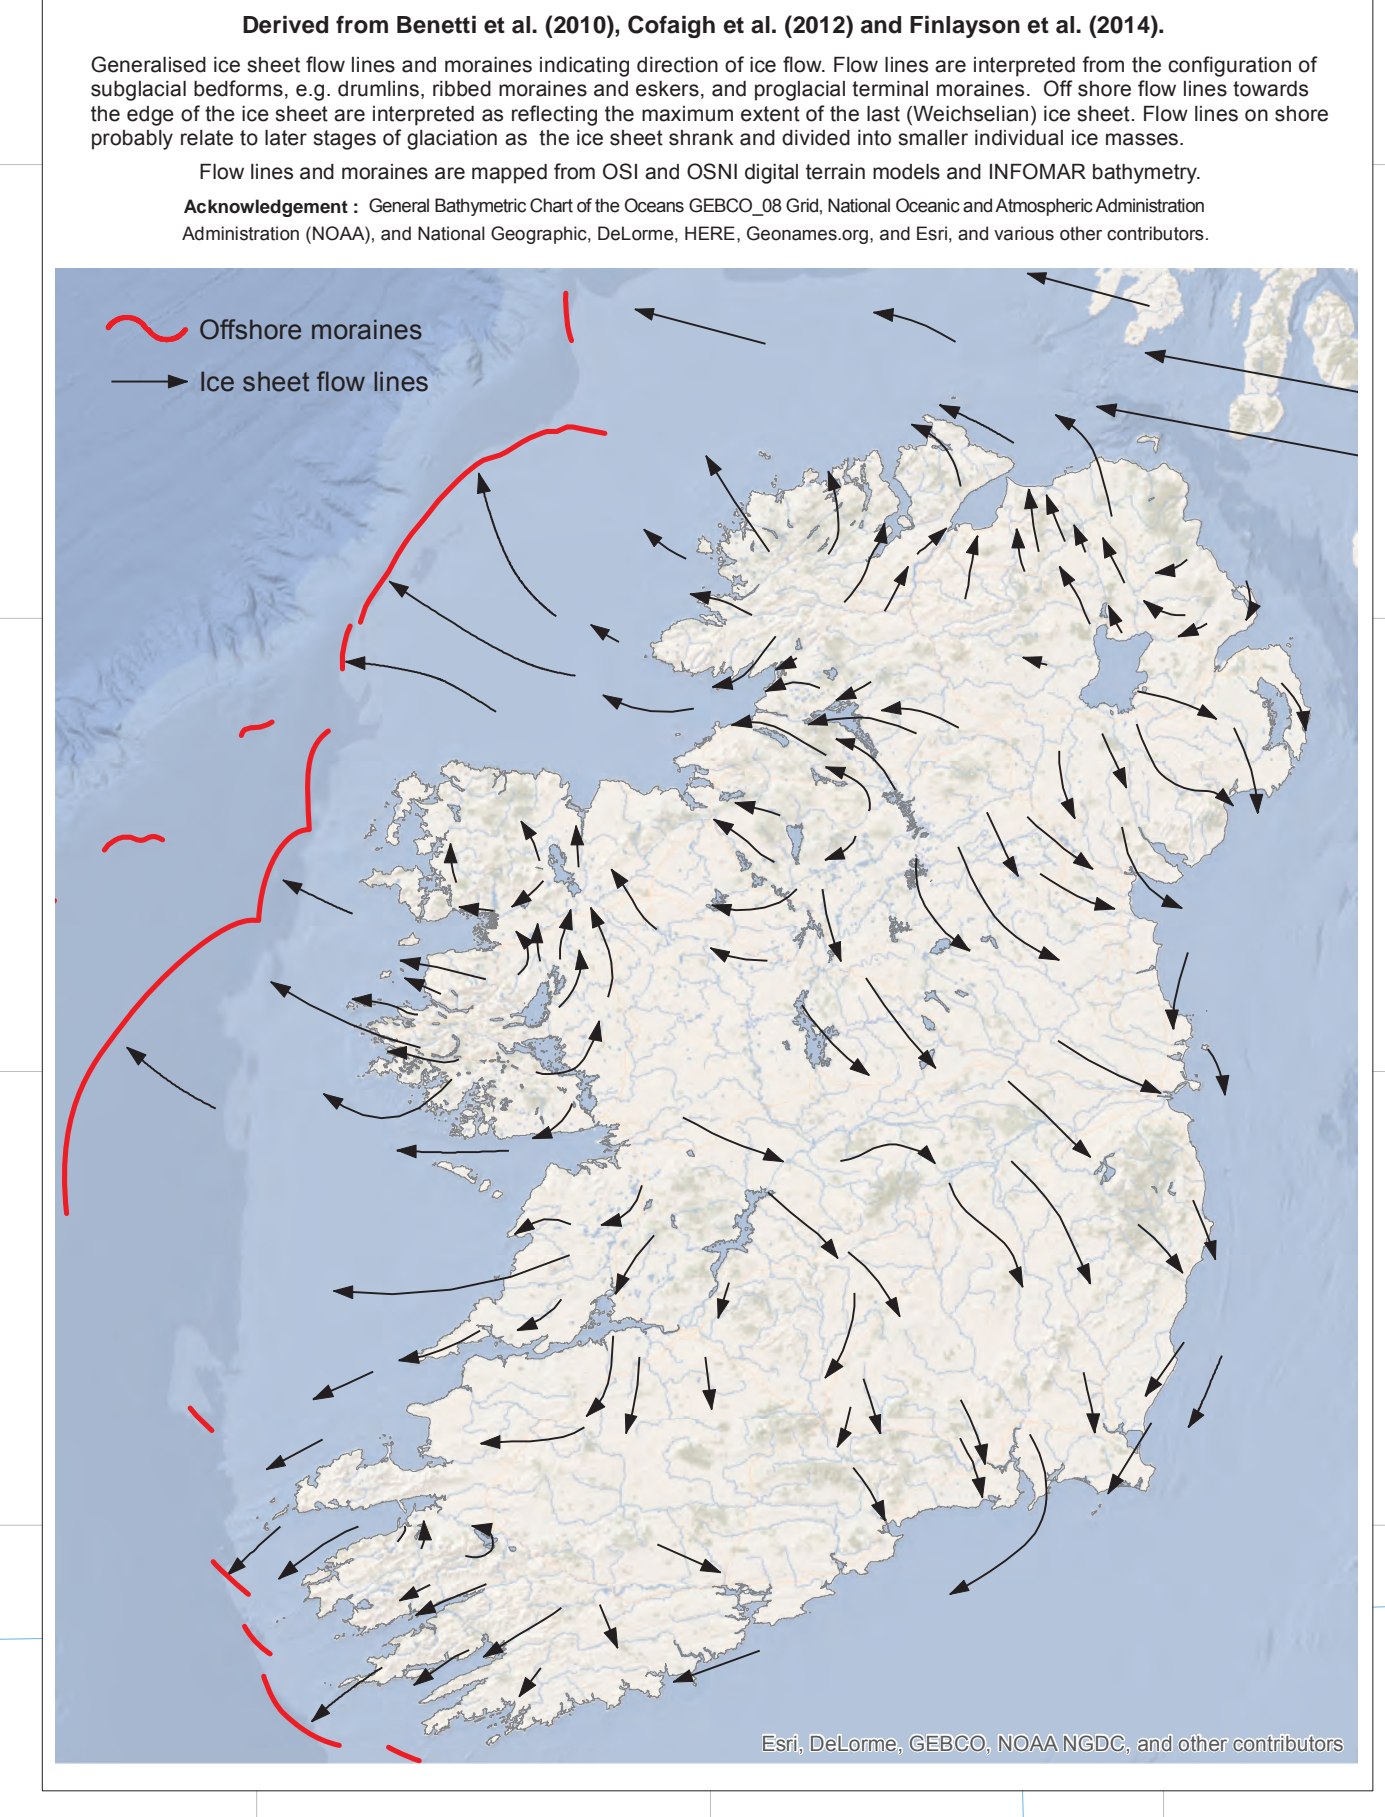 Derived from Benetti et al. (2010), Cofaigh et al. (2012) and Finlayson et al. (2014).
Generalised ice sheet flow lines and moraines indicating direction of ice flow. Flow lines are interpreted from the configuration of
subglacial bedforms, e.g. drumlins, ribbed moraines and eskers, and proglacial terminal moraines. Off shore flow lines towards
the edge of the ice sheet are interpreted as reflecting the maximum extent of the last (Weichselian) ice sheet. Flow lines on shore
probably relate to later stages of glaciation as the ice sheet shrank and divided into smaller individual ice masses.
Flow lines and moraines are mapped from OSI and OSNI digital terrain models and INFOMAR bathymetry.
Acknowledgement : General Bathymetric Chart of the Oceans GEBCO_08 Grid, National Oceanic and Atmospheric Administration
Administration (NOAA), and National Geographic, DeLorme, HERE, Geonames.org, and Esri, and various other contributors.
Offshore moraines
Ice sheet flow lines
Esri, DeLorme, GEBCO, NOAA NGDC, and other contributors